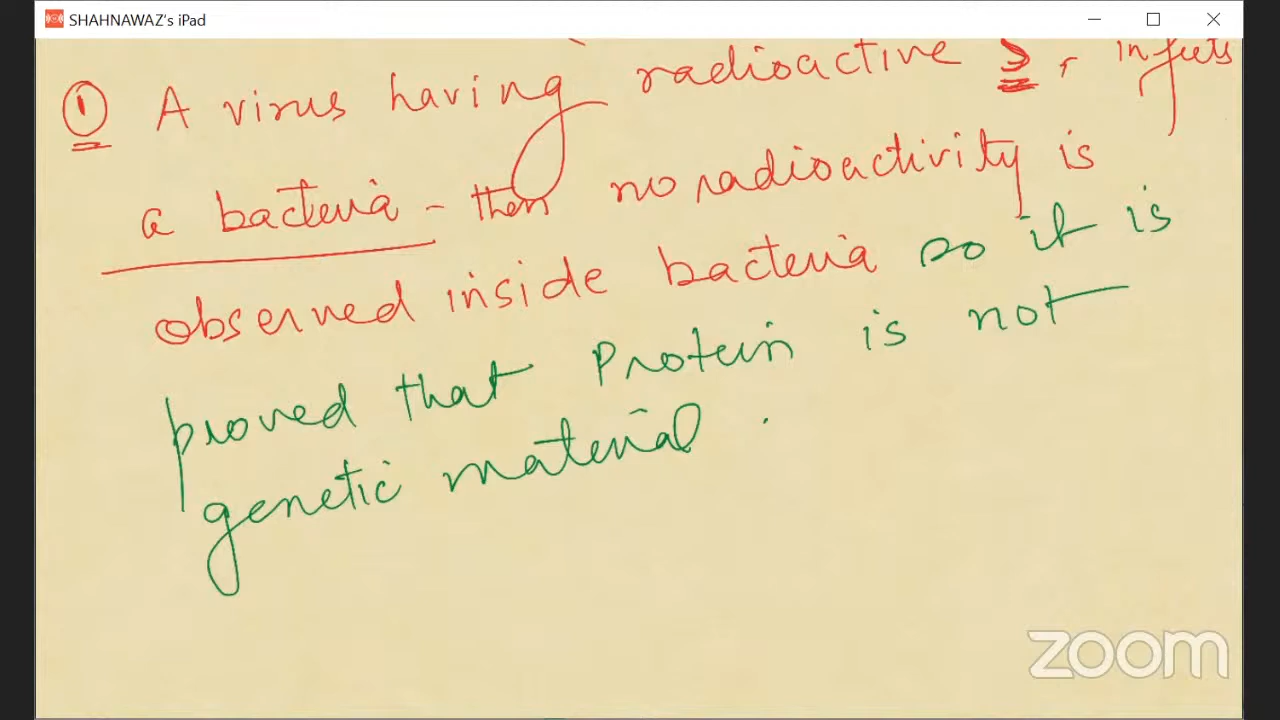 SHAHNAWAZ's iPad
① A virus having radioactive S, infects
a bacteria - then no radioactivity is
observed inside bacteria so it is
proved that Protein is not
genetic material.
zoom